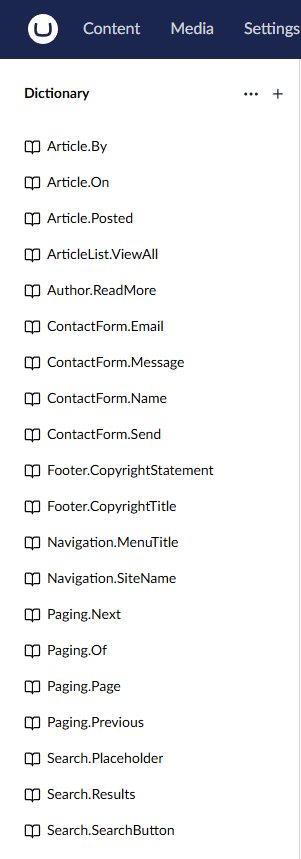 Content Media Settings
Dictionary
Article.By
Article.On
Article.Posted
ArticleList.ViewAll
Author.ReadMore
ContactForm.Email
ContactForm.Message
ContactForm.Name
ContactForm.Send
Footer.CopyrightStatement
Footer.CopyrightTitle
Navigation.MenuTitle
Navigation.SiteName
Paging.Next
Paging.Of
Paging.Page
Paging.Previous
Search.Placeholder
Search.Results
Search.SearchButton